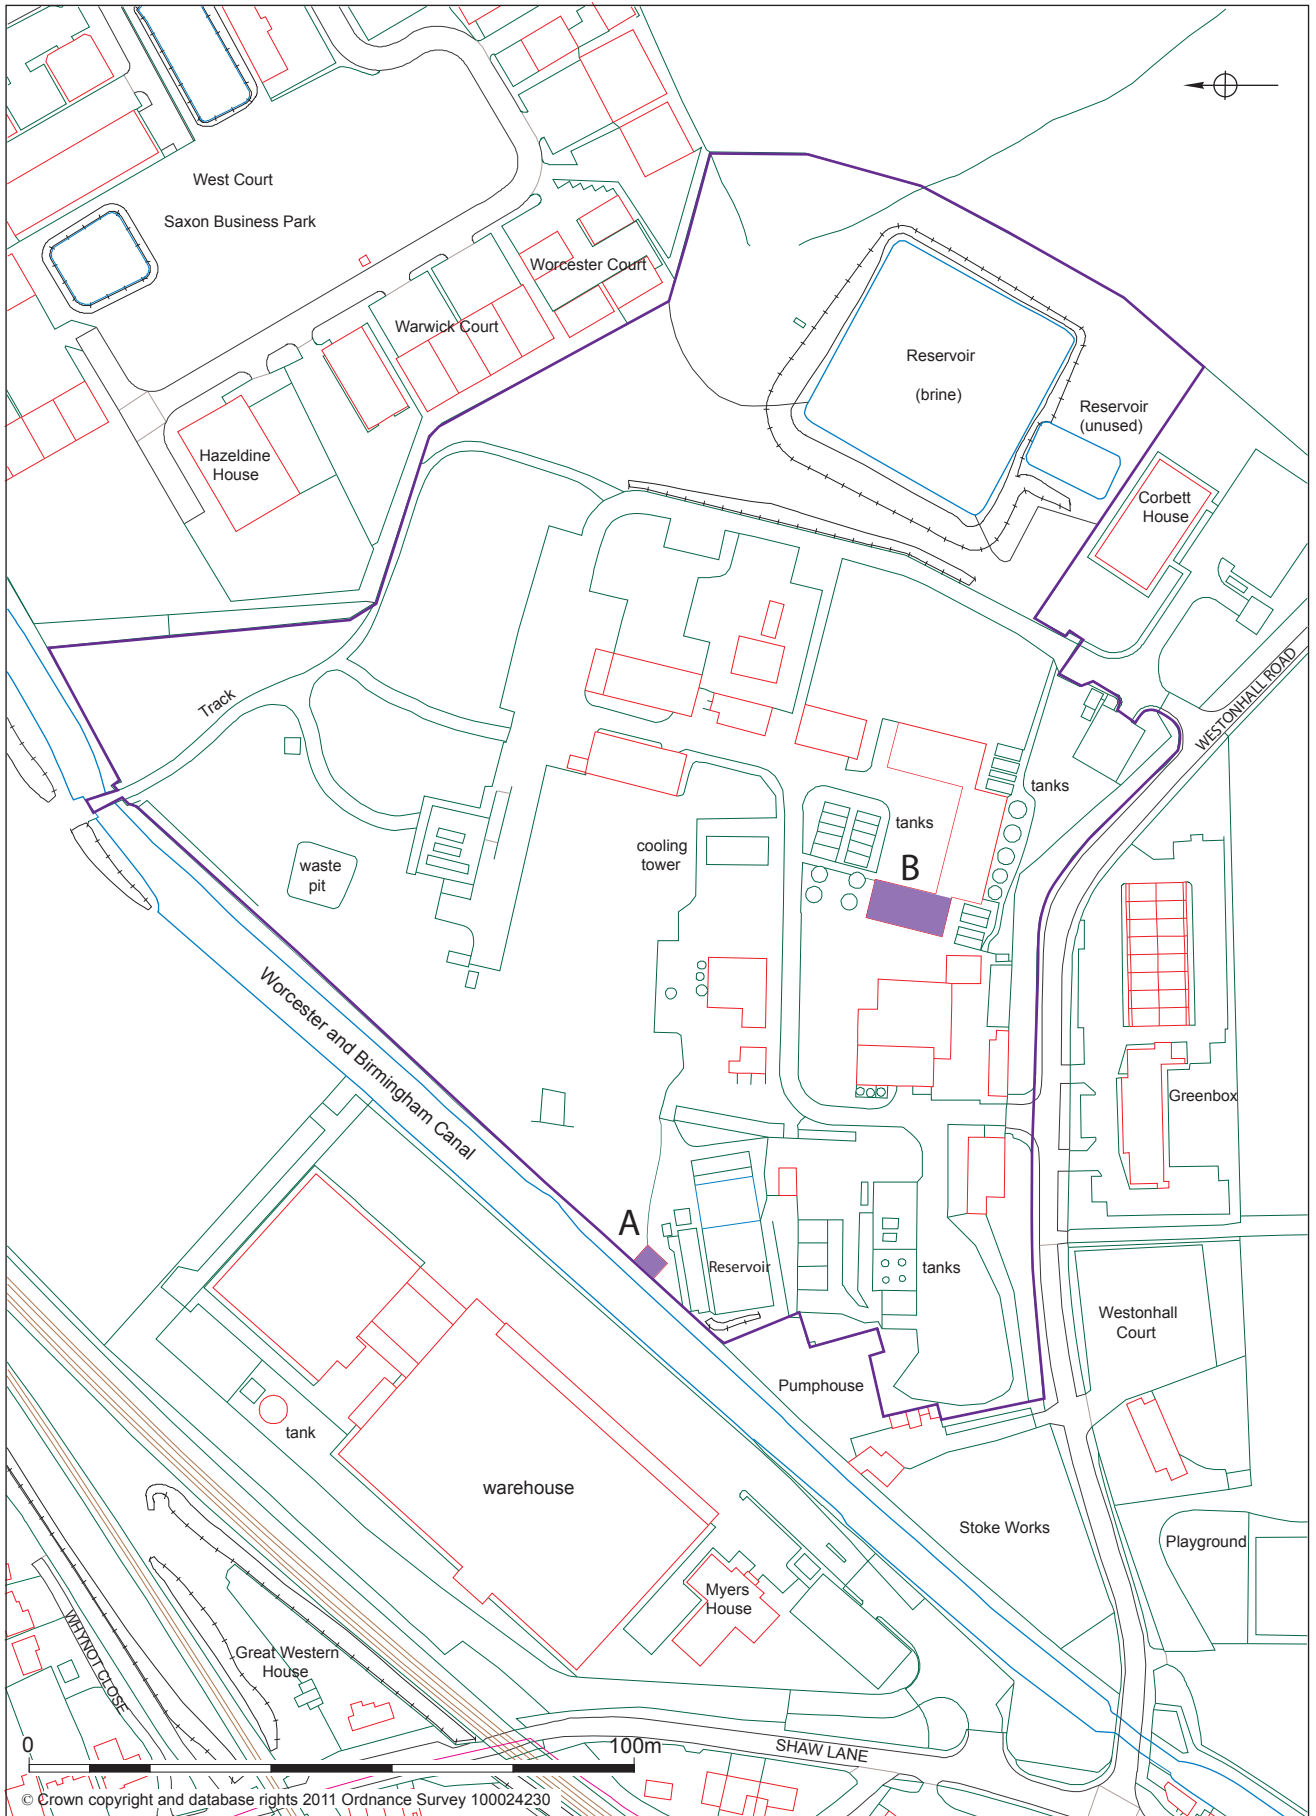 West Court
Saxon Business Park
Worcester Court
Warwick Court
Reservoir
(brine)
Reservoir
(unused)
Hazeldine
House
Corbett
House
WESTONHALL ROAD
Track
tanks
tanks
cooling
tower
waste
pit
B
Worcester and Birmingham Canal
Greenbox
A
Reservoir
tanks
Westonhall
Court
Pumphouse
tank
warehouse
Stoke Works
Playground
Myers
House
WHYNOT CLOSE
Great Western
House
0
100m
SHAW LANE
© Crown copyright and database rights 2011 Ordnance Survey 100024230